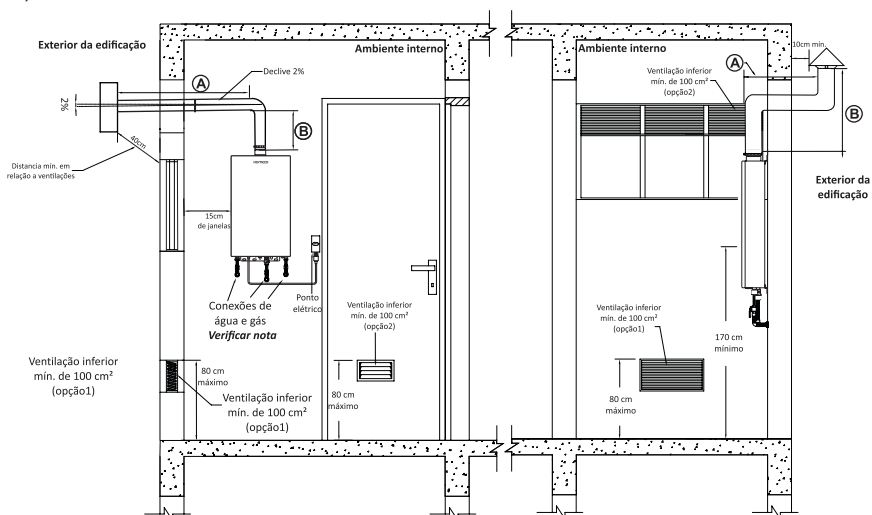 Exterior da edificação
Ambiente interno
Ⓐ
Declive 2%
2%
Ⓑ
40cm
Distancia mín. em
relação a ventilações
15cm
de janelas
Conexões de
água e gás
Verificar nota
Ponto
elétrico
Ventilação inferior
mín. de 100 cm²
(opção2)
Ventilação inferior
mín. de 100 cm²
(opção1)
80 cm
máximo
Ventilação inferior
mín. de 100 cm²
(opção1)
80 cm
máximo
Ambiente interno
10cm mín.
Ⓐ
Ventilação inferior
mín. de 100 cm²
(opção2)
Ⓑ
Exterior da
edificação
Ventilação inferior
mín. de 100 cm²
(opção1)
170 cm
mínimo
80 cm
máximo